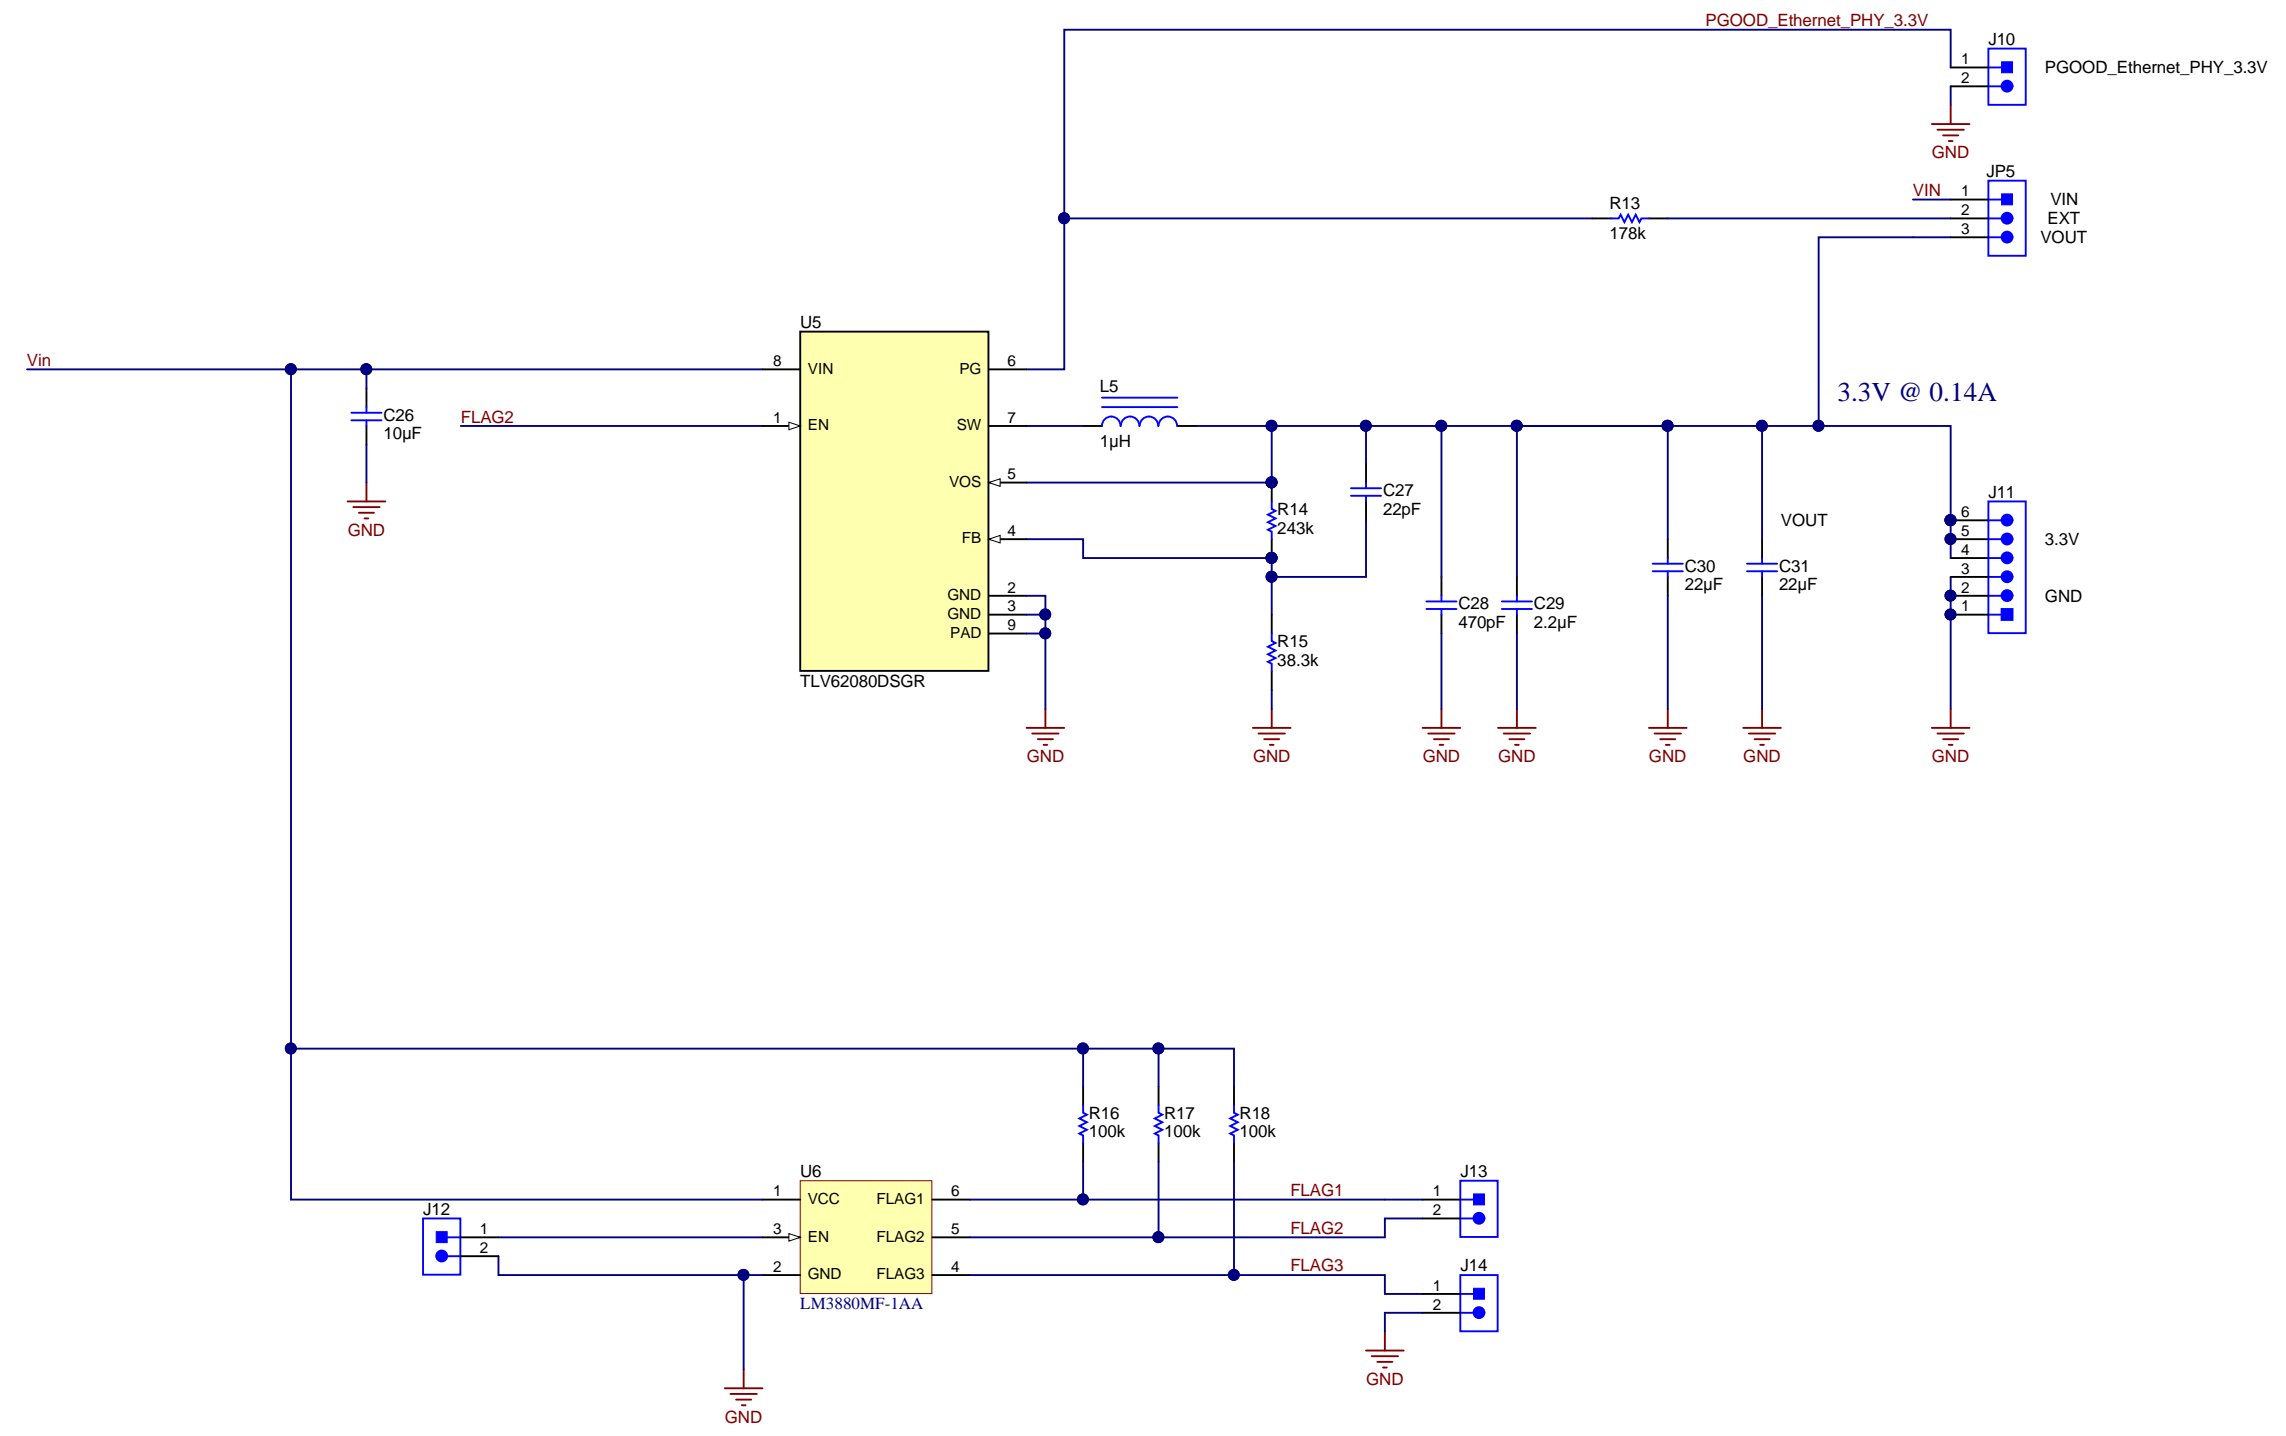 PGOOD_Ethernet_PHY_3.3V
J10
1
2
PGOOD_Ethernet_PHY_3.3V
GND
JP5
VIN
1
2
3
VIN
EXT
VOUT
R13
178k
U5
Vin
8
VIN
PG
6
C26
10µF
GND
FLAG2
1
EN
SW
7
L5
1µH
3.3V @ 0.14A
VOS
5
FB
4
R14
243k
C27
22pF
GND
2
GND
3
PAD
9
TLV62080DSGR
GND
R15
38.3k
GND
C28
470pF
GND
C29
2.2µF
GND
C30
22µF
GND
VOUT
C31
22µF
GND
J11
6
5
4
3
2
1
3.3V
GND
GND
R16
100k
R17
100k
R18
100k
U6
1
VCC
FLAG1
6
FLAG1
3
EN
FLAG2
5
FLAG2
2
GND
FLAG3
4
FLAG3
LM3880MF-1AA
J12
1
2
GND
J13
1
2
J14
1
2
GND